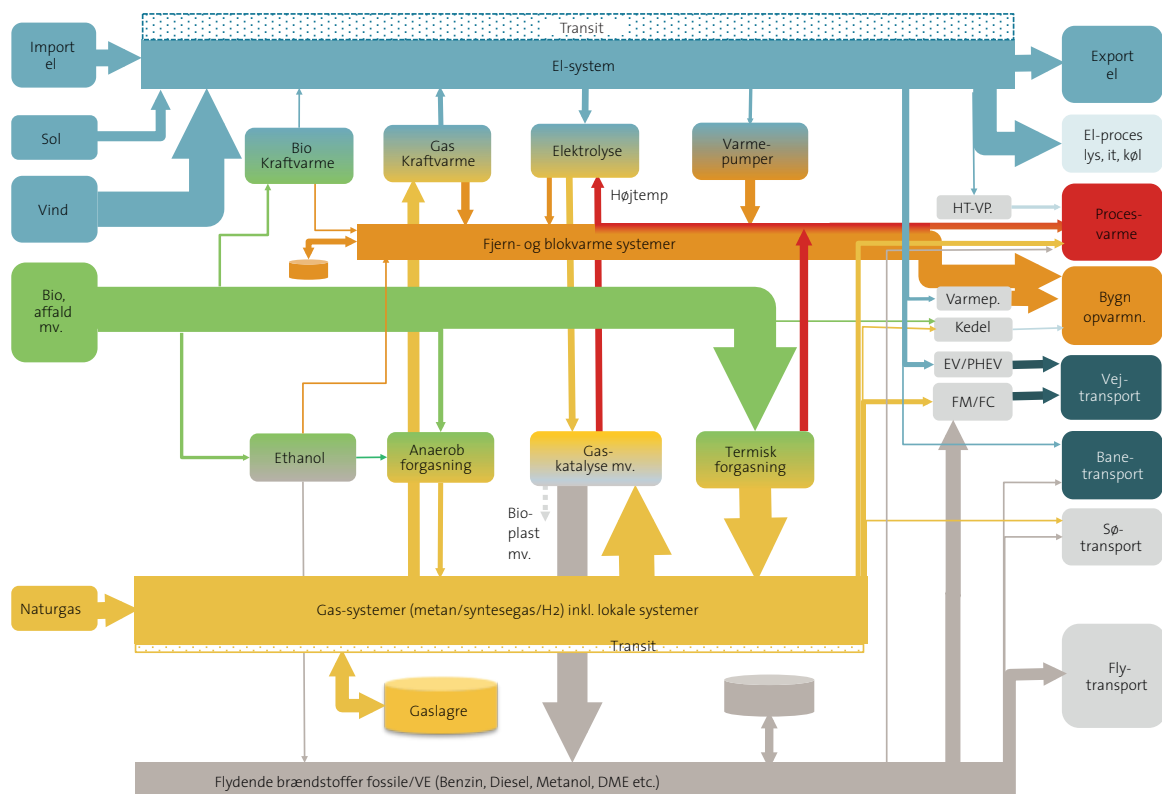 Transit
El-system
Import
el
Export
el
Sol
Vind
Bio
Kraftvarme
Gas
Kraftvarme
Elektrolyse
Varme-
pumper
El-proces
lys, it, køl
Højtemp
HT-VP.
Proces-
varme
Fjern- og blokvarme systemer
Bio,
affald
mv.
Varmep.
Kedel
Bygn
opvarmn.
EV/PHEV
FM/FC
Vej-
transport
Ethanol
Anaerob
forgasning
Gas-
katalyse mv.
Termisk
forgasning
Bane-
transport
Bio-
plast
mv.
Sø-
transport
Naturgas
Gas-systemer (metan/syntesegas/H2) inkl. lokale systemer
Transit
Gaslagre
Fly-
transport
Flydende brændstoffer fossile/VE (Benzin, Diesel, Metanol, DME etc.)